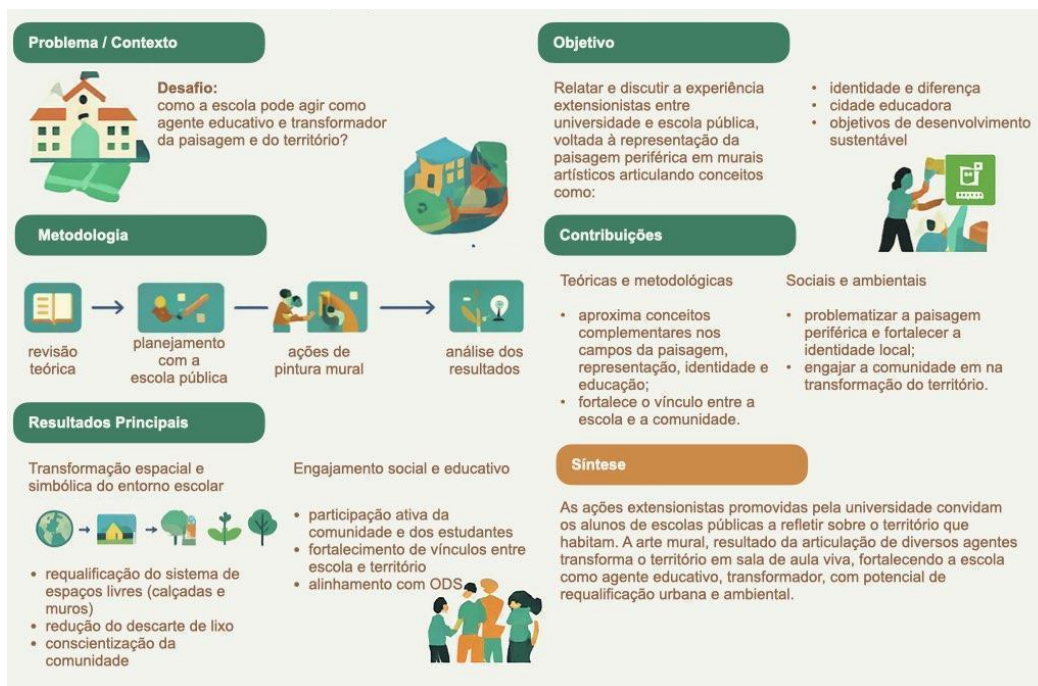 Problema / Contexto
Desafio:
como a escola pode agir como
agente educativo e transformador
da paisagem e do território?
Objetivo
Relatar e discutir a experiência
extensionistas entre
universidade e escola pública,
voltada à representação da
paisagem periférica em murais
artísticos articulando conceitos
como:
• identidade e diferença
• cidade educadora
• objetivos de desenvolvimento
sustentável
Metodologia
revisão
teórica
planejamento
com a
escola pública
ações de
pintura mural
análise dos
resultados
Contribuições
Teóricas e metodológicas
• aproxima conceitos
complementares nos
campos da paisagem,
representação, identidade e
educação;
• fortalece o vínculo entre a
escola e a comunidade.
Sociais e ambientais
• problematizar a paisagem
periférica e fortalecer a
identidade local;
• engajar a comunidade em na
transformação do território.
Resultados Principais
Transformação espacial e
simbólica do entorno escolar
• requalificação do sistema de
espaços livres (calçadas e
muros)
• redução do descarte de lixo
• conscientização da
comunidade
Engajamento social e educativo
• participação ativa da
comunidade e dos estudantes
• fortalecimento de vínculos entre
escola e território
• alinhamento com ODS
Síntese
As ações extensionistas promovidas pela universidade convidam
os alunos de escolas públicas a refletir sobre o território que
habitam. A arte mural, resultado da articulação de diversos agentes
transforma o território em sala de aula viva, fortalecendo a escola
como agente educativo, transformador, com potencial de
requalificação urbana e ambiental.